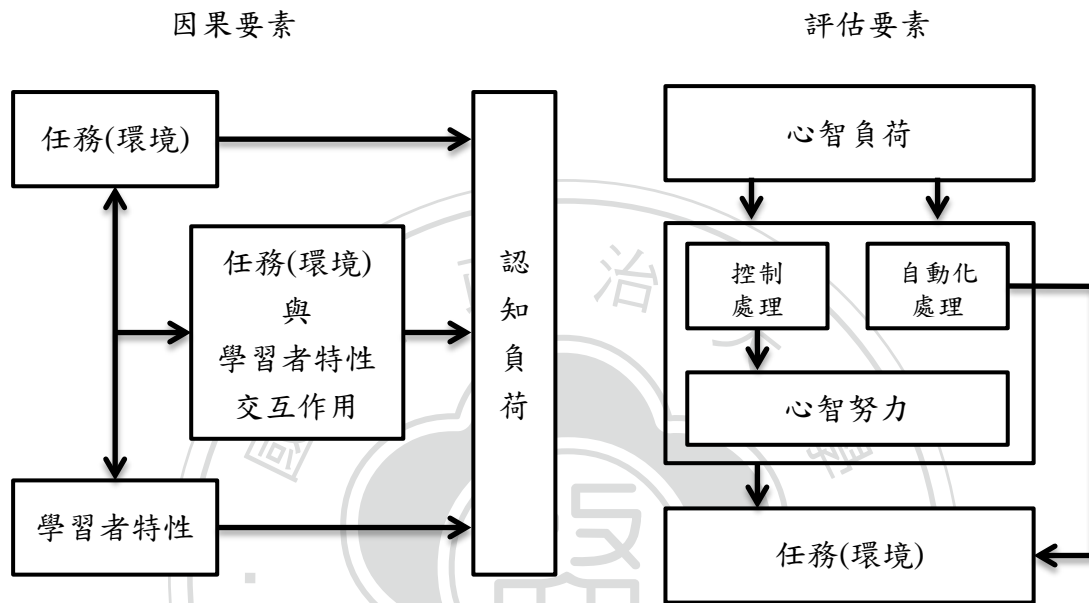 因果要素
評估要素
任務(環境)
任務(環境)
與
學習者特性
交互作用
學習者特性
認知負荷
心智負荷
控制
處理
自動化
處理
心智努力
任務(環境)
國
治